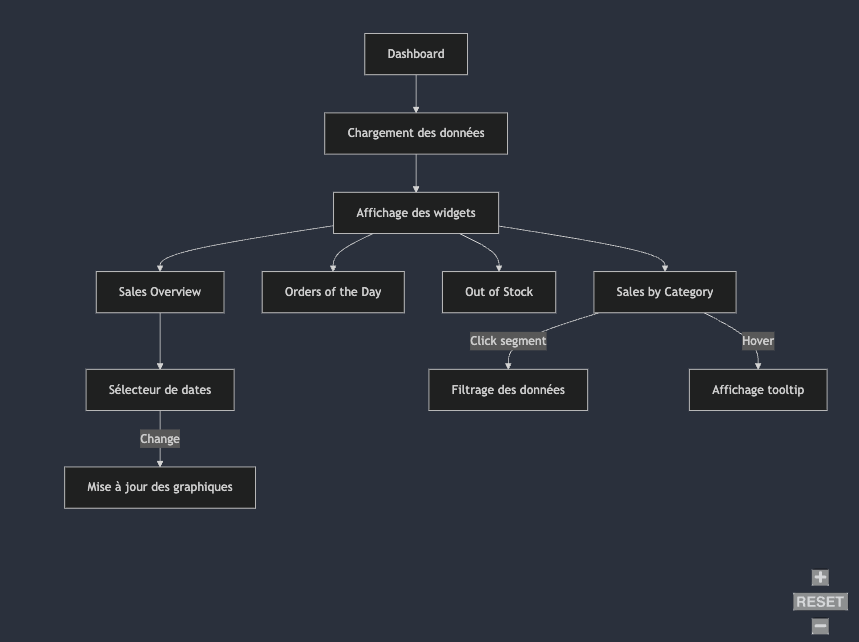 Dashboard
Chargement des données
Affichage des widgets
Sales Overview
Orders of the Day
Out of Stock
Sales by Category
Click segment
Hover
Sélecteur de dates
Filtrage des données
Affichage tooltip
Change
Mise à jour des graphiques
+
RESET
−